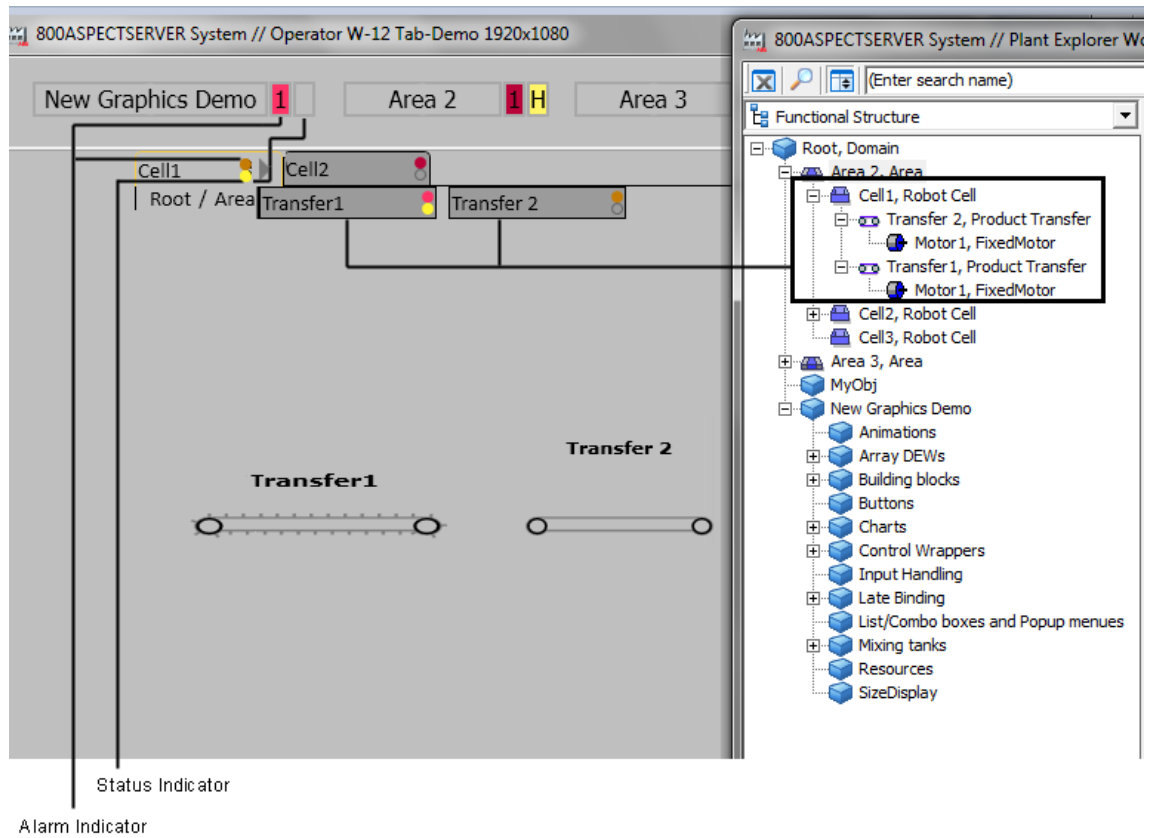 800ASPECTSERVER System // Operator W-12 Tab-Demo 1920x1080
800ASPECTSERVER System // Plant Explorer Wo
New Graphics Demo 1
Area 2 1 H
Area 3
(Enter search name)
Functional Structure
Cell1
Cell2
Root / Area
Transfer1
Transfer 2
Root, Domain
Area 2, Area
Cell1, Robot Cell
Transfer 2, Product Transfer
Motor1, FixedMotor
Transfer1, Product Transfer
Motor1, FixedMotor
Cell2, Robot Cell
Cell3, Robot Cell
Area 3, Area
MyObj
New Graphics Demo
Animations
Array DEWs
Building blocks
Buttons
Charts
Control Wrappers
Input Handling
Late Binding
List/Combo boxes and Popup menues
Mixing tanks
Resources
SizeDisplay
Transfer 2
Transfer1
Status Indicator
Alarm Indicator